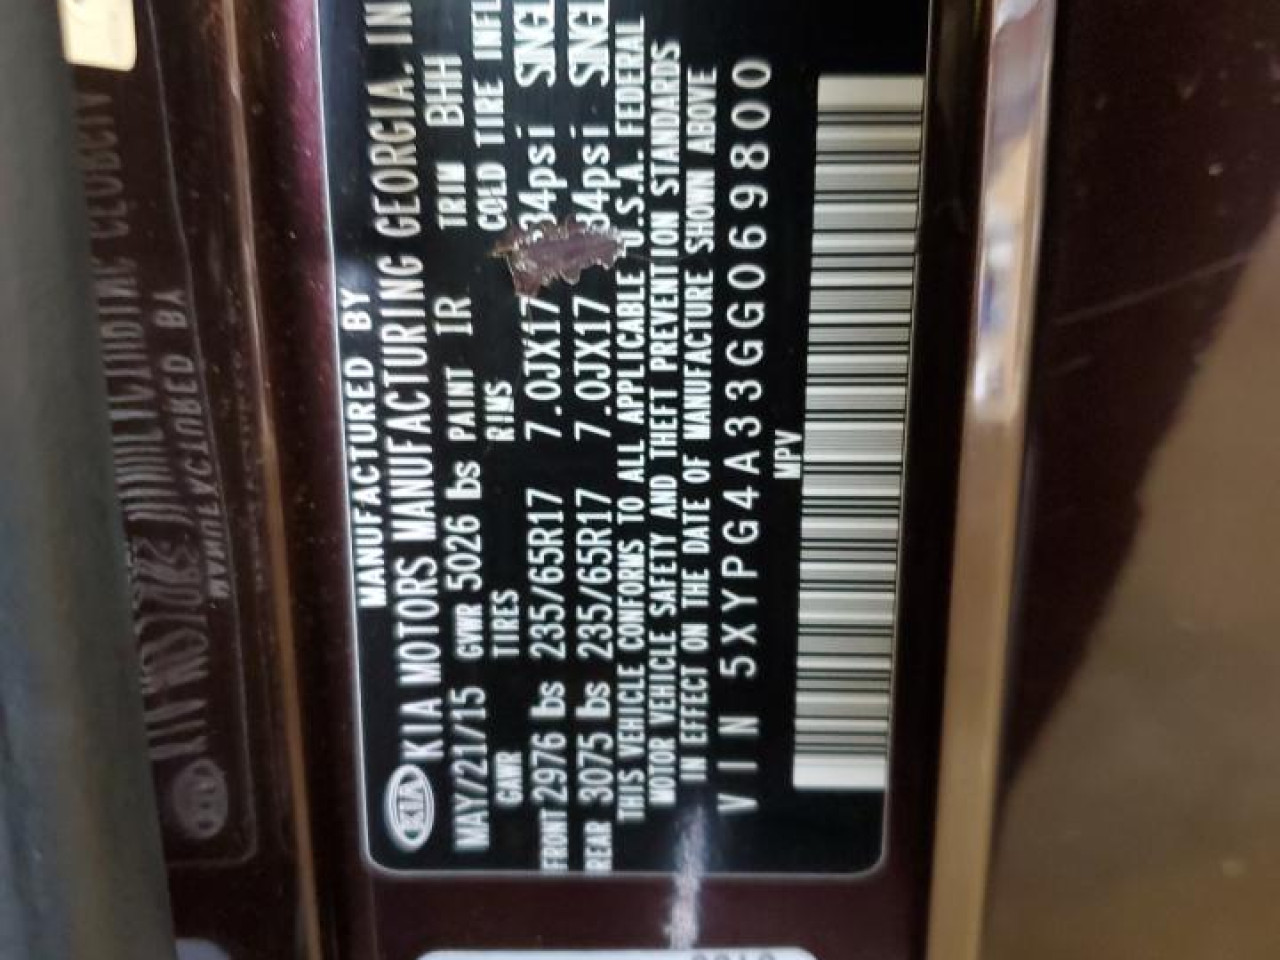 MANUFACTURED BY
KIA KIA MOTORS MANUFACTURING GEORGIA. IN
MAY/21/15 GVWR 5026 lbs PAINT IR TRIM BHH
GAWR TIRES RIMS COLD TIRE INFL
FRONT 2976 lbs 235/65R17 7.0JX17 34psi SINGL
REAR 3075 lbs 235/65R17 7.0JX17 34psi SINGL
THIS VEHICLE CONFORMS TO ALL APPLICABLE U.S.A. FEDERAL
MOTOR VEHICLE SAFETY AND THEFT PREVENTION STANDARDS
IN EFFECT ON THE DATE OF MANUFACTURE SHOWN ABOVE
VIN 5XYPG4A33GG069800
MPV